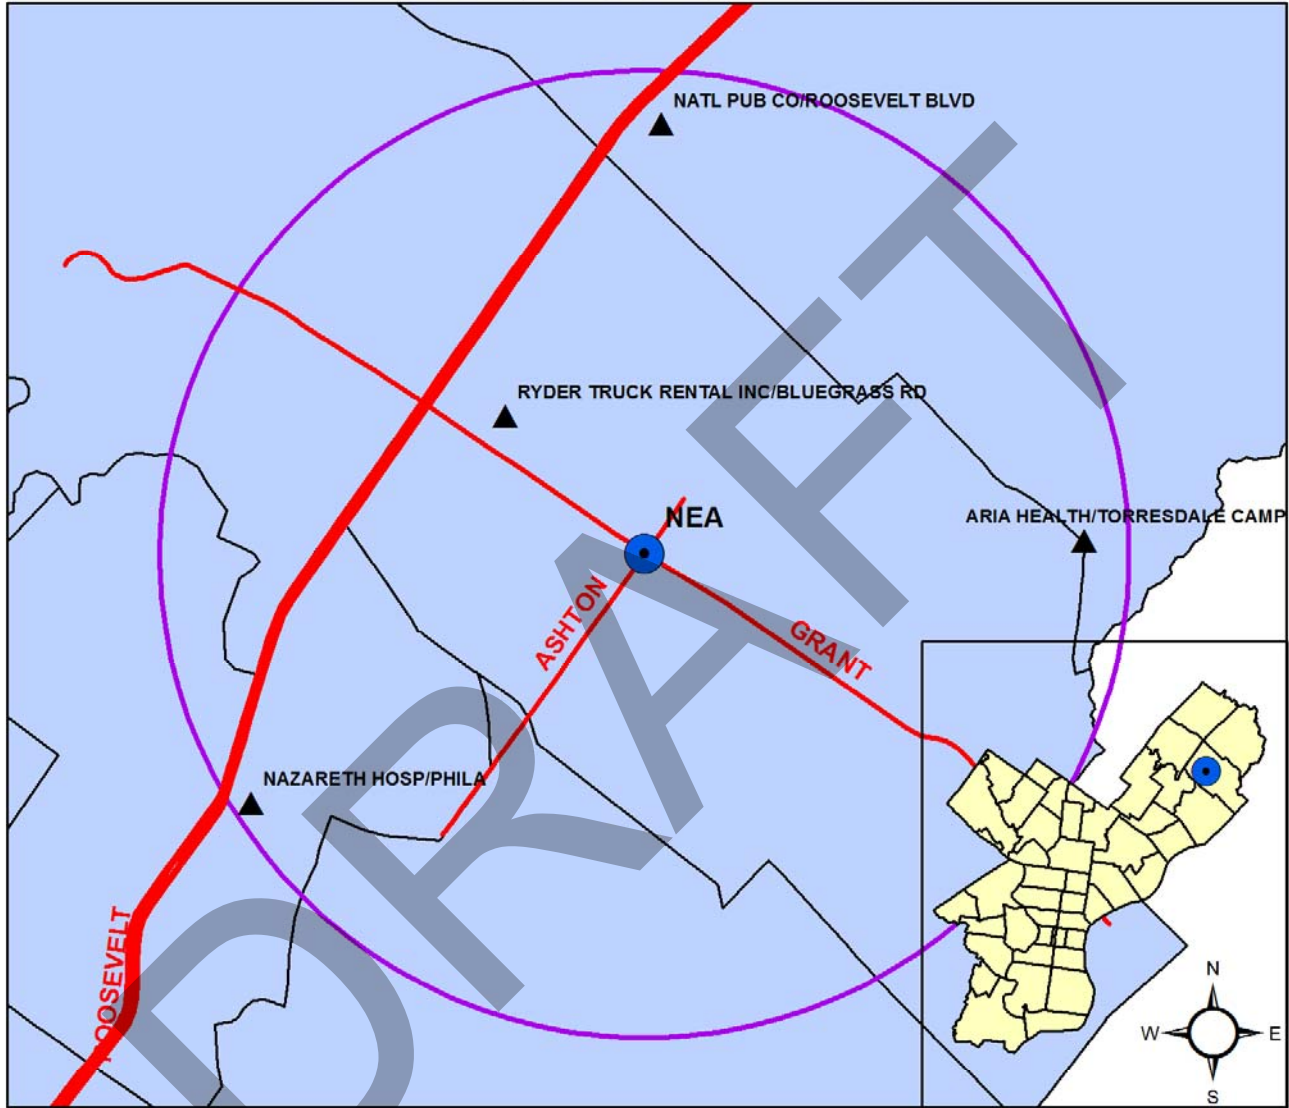 NATL PUB CO/ROOSEVELT BLVD
RYDER TRUCK RENTAL INC/BLUEGRASS RD
NEA
ARIA HEALTH/TORRESDALE CAMP
ASHTON
GRANT
NAZARETH HOSP/PHILA
ROOSEVELT
DRAFT
N
W E
S